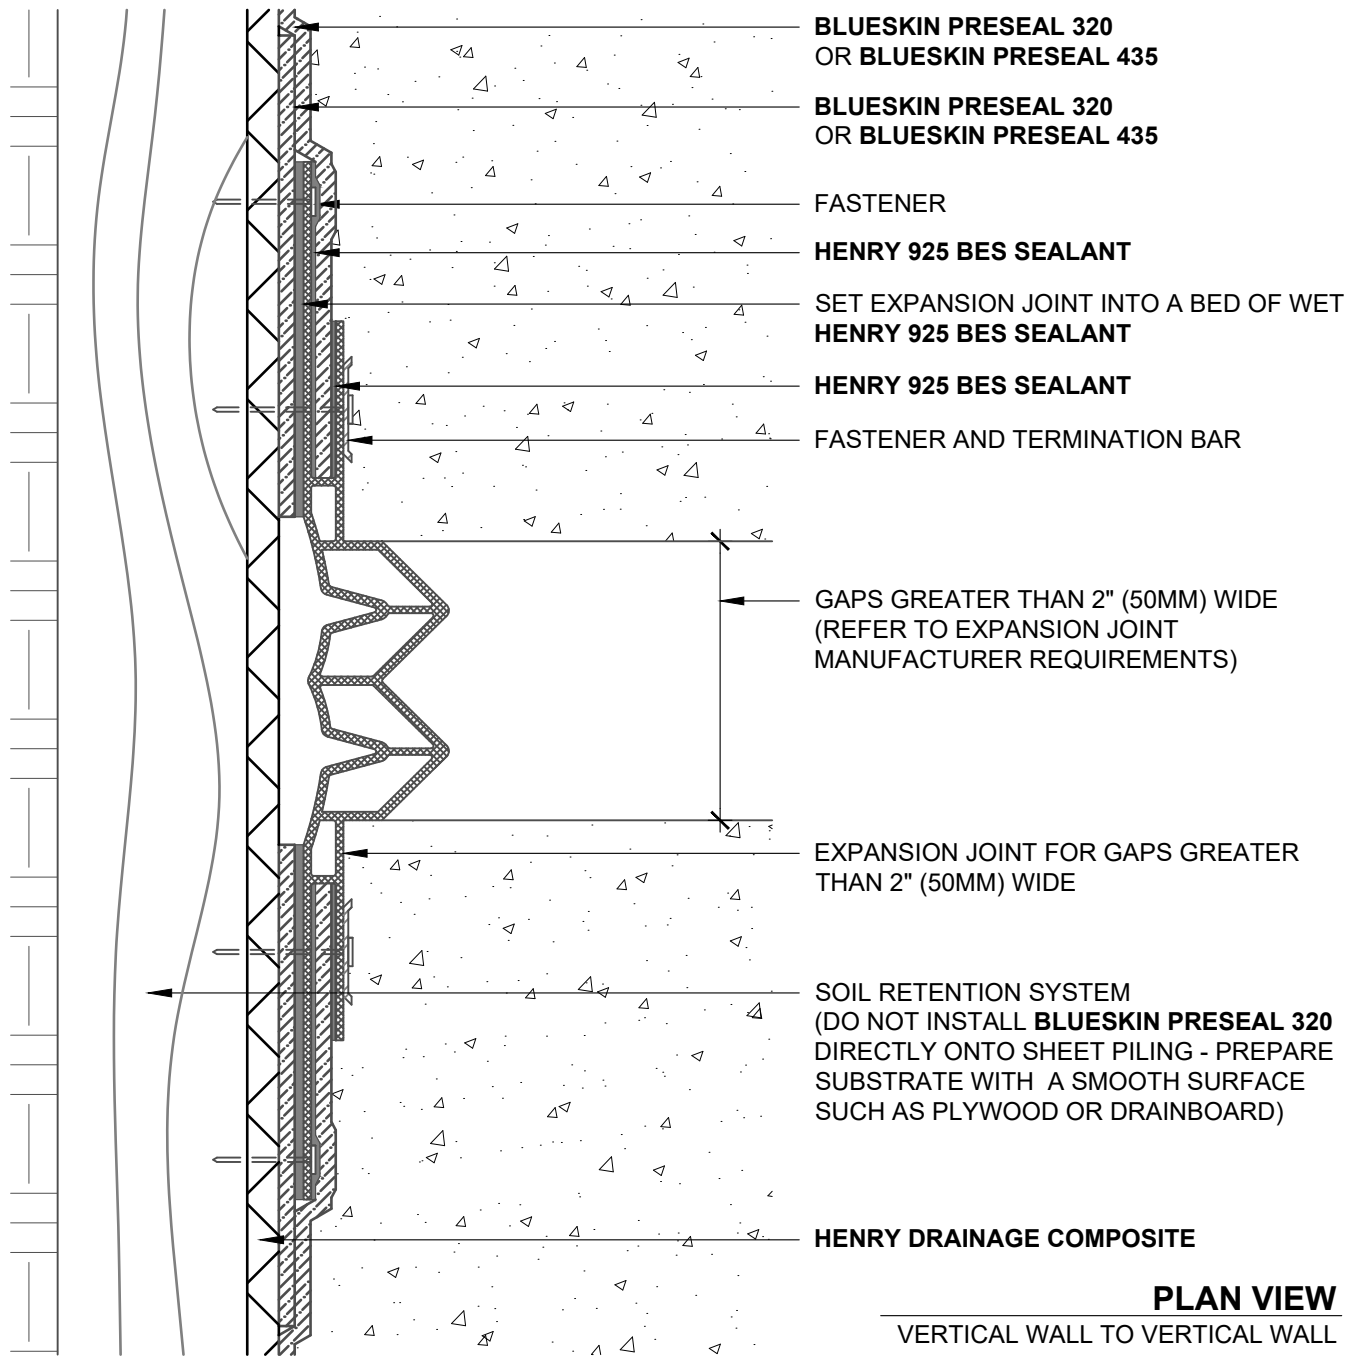 BLUESKIN PRESEAL 320
OR BLUESKIN PRESEAL 435
BLUESKIN PRESEAL 320
OR BLUESKIN PRESEAL 435
FASTENER
HENRY 925 BES SEALANT
SET EXPANSION JOINT INTO A BED OF WET
HENRY 925 BES SEALANT
HENRY 925 BES SEALANT
FASTENER AND TERMINATION BAR
GAPS GREATER THAN 2" (50MM) WIDE
(REFER TO EXPANSION JOINT
MANUFACTURER REQUIREMENTS)
EXPANSION JOINT FOR GAPS GREATER
THAN 2" (50MM) WIDE
SOIL RETENTION SYSTEM
(DO NOT INSTALL BLUESKIN PRESEAL 320
DIRECTLY ONTO SHEET PILING - PREPARE
SUBSTRATE WITH A SMOOTH SURFACE
SUCH AS PLYWOOD OR DRAINBOARD)
HENRY DRAINAGE COMPOSITE
PLAN VIEW
VERTICAL WALL TO VERTICAL WALL